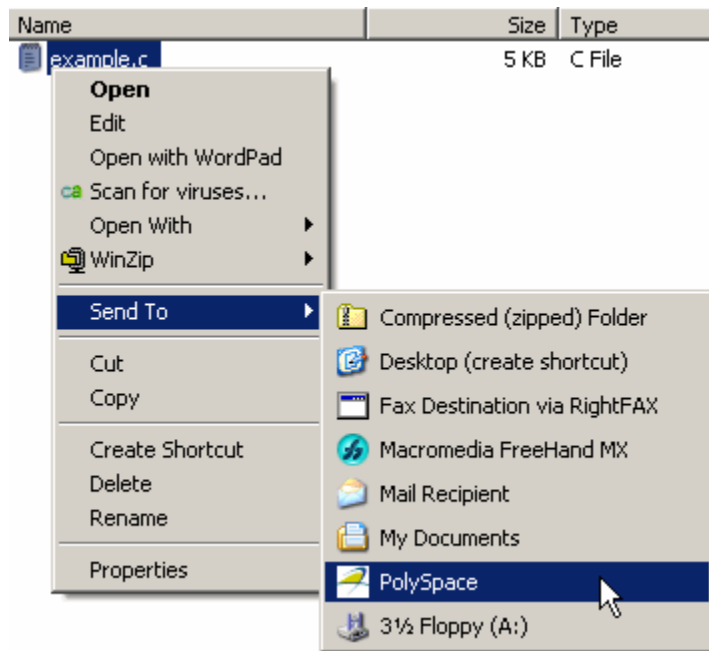 Name Size Type
example.c 5 KB C File
Open
Edit
Open with WordPad
ca Scan for viruses...
Open With
WinZip
Send To
Cut
Copy
Create Shortcut
Delete
Rename
Properties
Compressed (zipped) Folder
Desktop (create shortcut)
Fax Destination via RightFAX
Macromedia FreeHand MX
Mail Recipient
My Documents
PolySpace
3½ Floppy (A:)